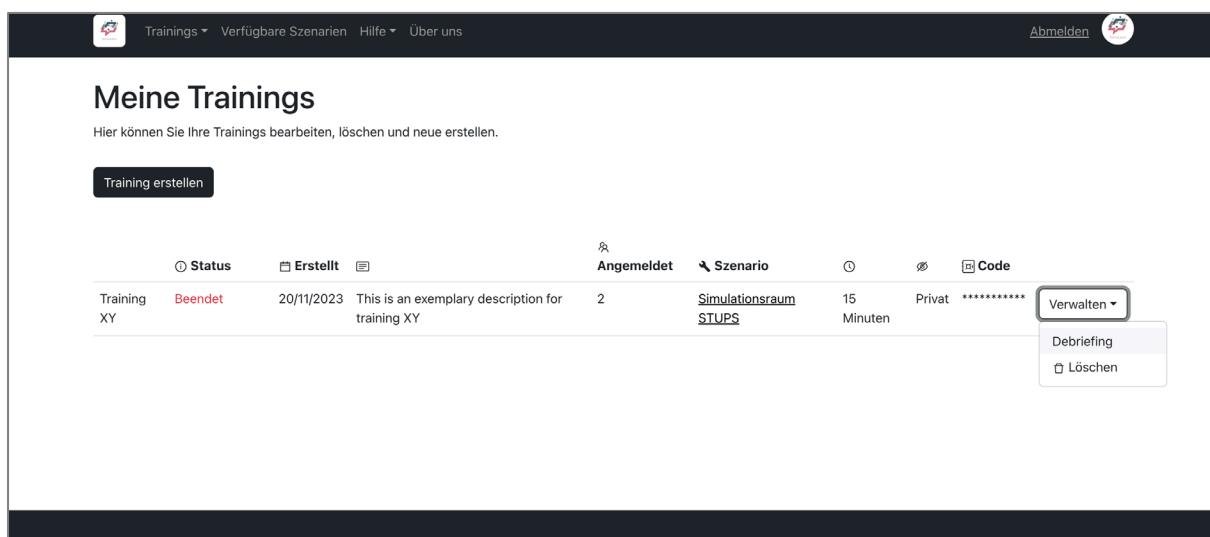 Trainings Verfügbare Szenarien Hilfe Über uns Abmelden
Meine Trainings
Hier können Sie Ihre Trainings bearbeiten, löschen und neue erstellen.
Training erstellen
Status Erstellt Angemeldet Szenario Code
Training XY Beendet 20/11/2023 This is an exemplary description for training XY 2 Simulationsraum STUPS 15 Minuten Privat *********** Verwalten
Debriefing
Löschen